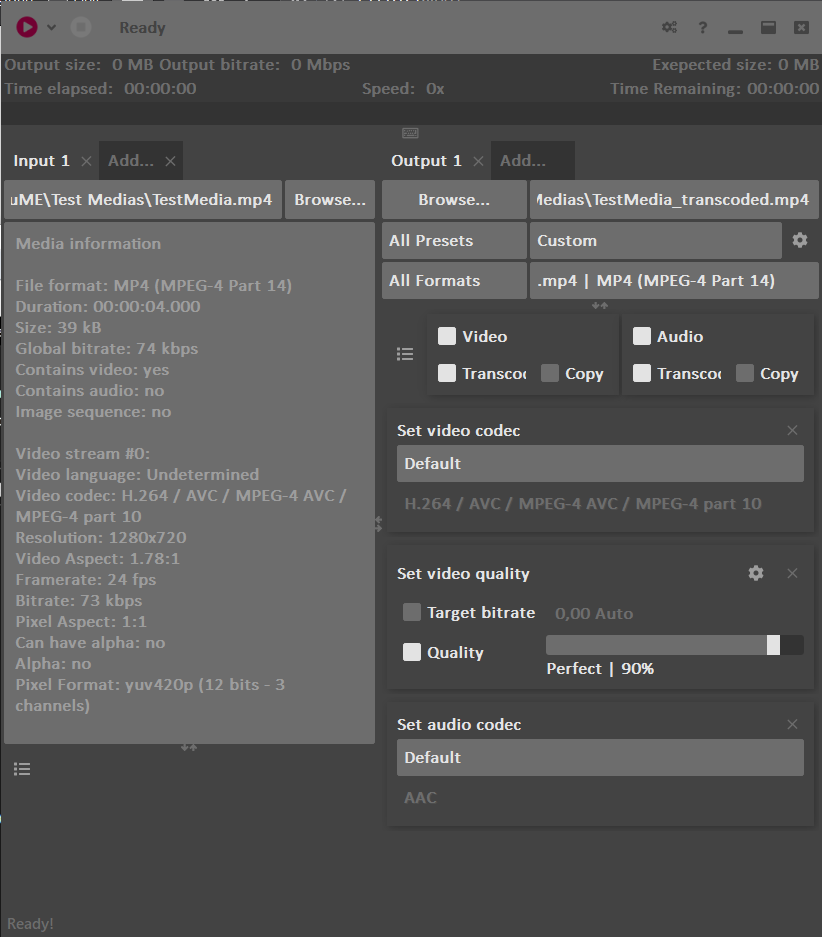 Ready
?
Output size: 0 MB Output bitrate: 0 Mbps
Exepected size: 0 MB
Time elapsed: 00:00:00
Speed: 0x
Time Remaining: 00:00:00
Input 1
Add...
uME\Test Medias\TestMedia.mp4
Browse...
Media information
File format: MP4 (MPEG-4 Part 14)
Duration: 00:00:04.000
Size: 39 kB
Global bitrate: 74 kbps
Contains video: yes
Contains audio: no
Image sequence: no
Video stream #0:
Video language: Undetermined
Video codec: H.264 / AVC / MPEG-4 AVC /
MPEG-4 part 10
Resolution: 1280x720
Video Aspect: 1.78:1
Framerate: 24 fps
Bitrate: 73 kbps
Pixel Aspect: 1:1
Can have alpha: no
Alpha: no
Pixel Format: yuv420p (12 bits - 3
channels)
Output 1
Add...
Browse...
Medias\TestMedia_transcoded.mp4
All Presets
Custom
All Formats
.mp4 | MP4 (MPEG-4 Part 14)
Video
Transcod
Copy
Audio
Transcod
Copy
Set video codec
Default
H.264 / AVC / MPEG-4 AVC / MPEG-4 part 10
Set video quality
Target bitrate
0,00 Auto
Quality
Perfect | 90%
Set audio codec
Default
AAC
Ready!